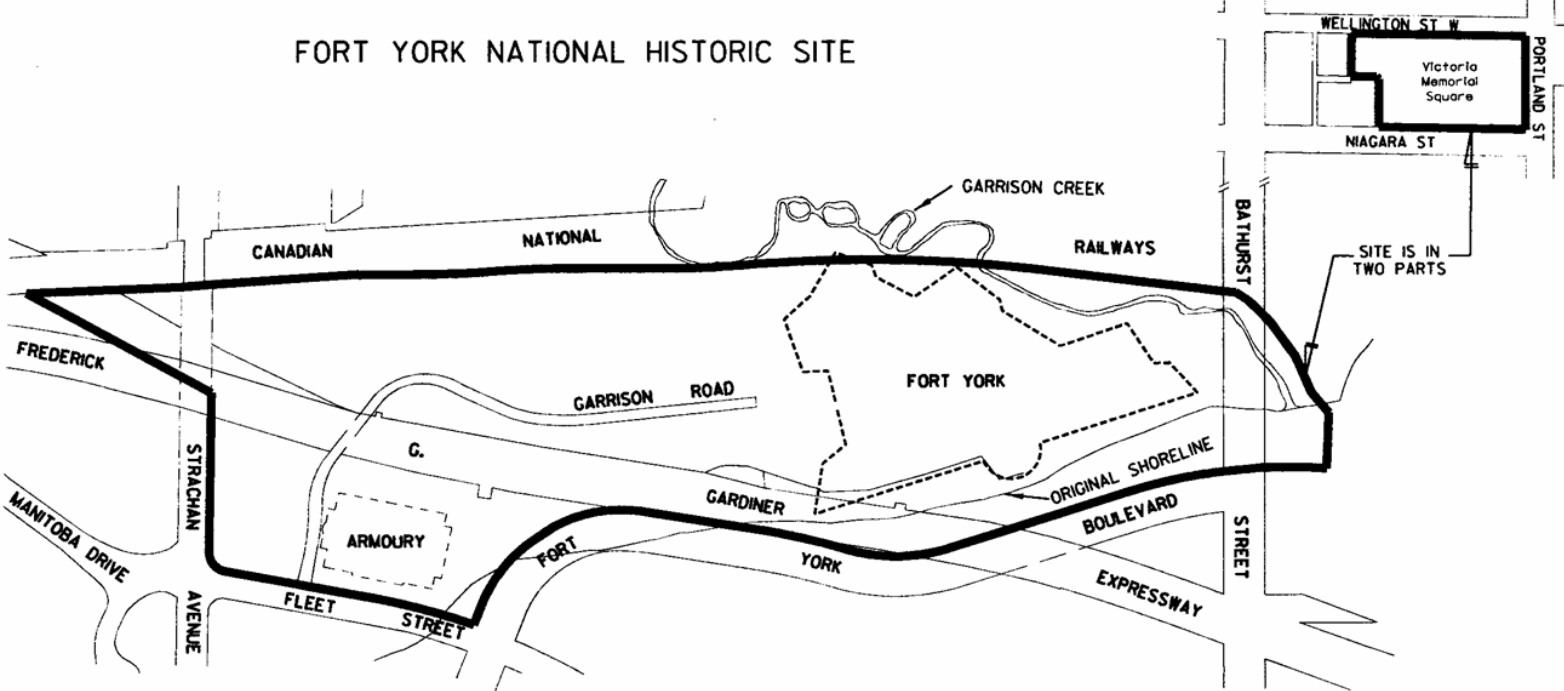 FORT YORK NATIONAL HISTORIC SITE
WELLINGTON ST W
PORTLAND ST
Victoria
Memorial
Square
NIAGARA ST
GARRISON CREEK
BATHURST
STREET
SITE IS IN
TWO PARTS
CANADIAN NATIONAL RAILWAYS
FREDERICK G. GARDINER EXPRESSWAY
GARRISON ROAD
FORT YORK
ORIGINAL SHORELINE
STRACHAN
AVENUE
MANITOBA DRIVE
ARMOURY
FORT YORK BOULEVARD
FLEET STREET